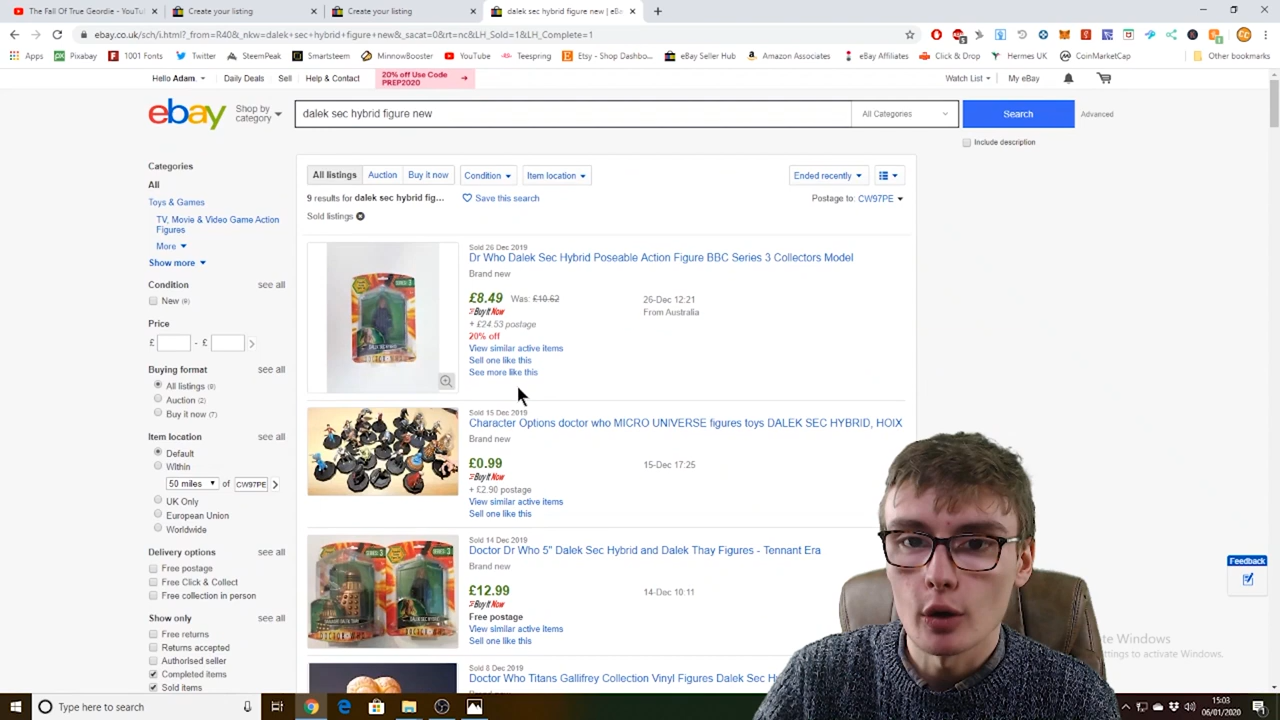 The Fall Of True Geordie - YouTu
Create your listing
Create your listing
dalek sec hybrid figure new | eB
ebay.co.uk/sch/i.html?_from=R40&_nkw=dalek+sec+hybrid+figure+new&_sacat=0&rt=nc&LH_Sold=1&LH_Complete=1
Apps
Pixabay
1001 Fonts
Twitter
SteemPeak
Smartsteem
MinnowBooster
YouTube
Teespring
Etsy - Shop Dashbo...
eBay Seller Hub
Amazon Associates
eBay Affiliates
Click & Drop
Hermes UK
CoinMarketCap
Other bookmarks
Hello Adam.
Daily Deals
Sell
Help & Contact
20% off Use Code
PREP2020
Watch List
My eBay
ebay
Shop by
category
dalek sec hybrid figure new
All Categories
Search
Advanced
Include description
Categories
All
Toys & Games
TV, Movie & Video Game Action
Figures
More
Show more
Condition
see all
New (9)
Price
£
- £
Buying format
see all
All listings (9)
Auction (2)
Buy it now (7)
Item location
see all
Default
Within
50 miles
of
CW97PE
UK Only
European Union
Worldwide
Delivery options
see all
Free postage
Free Click & Collect
Free collection in person
Show only
see all
Free returns
Returns accepted
Authorised seller
Completed items
Sold items
All listings
Auction
Buy it now
Condition
Item location
Ended recently
9 results for dalek sec hybrid fig...
Save this search
Postage to: CW97PE
Sold listings
Sold 26 Dec 2019
Dr Who Dalek Sec Hybrid Poseable Action Figure BBC Series 3 Collectors Model
Brand new
£8.49 Was: £10.62
26-Dec 12:21
Buy It Now
From Australia
+ £24.53 postage
20% off
View similar active items
Sell one like this
See more like this
Sold 15 Dec 2019
Character Options doctor who MICRO UNIVERSE figures toys DALEK SEC HYBRID, HOIX
Brand new
£0.99
15-Dec 17:25
Buy It Now
+ £2.90 postage
View similar active items
Sell one like this
Sold 14 Dec 2019
Doctor Dr Who 5" Dalek Sec Hybrid and Dalek Thay Figures - Tennant Era
Brand new
£12.99
14-Dec 10:11
Buy It Now
Free postage
View similar active items
Sell one like this
Sold 8 Dec 2019
Doctor Who Titans Gallifrey Collection Vinyl Figures Dalek Sec
Feedback
Windows
to activate Windows.
Type here to search
15:03
06/01/2020